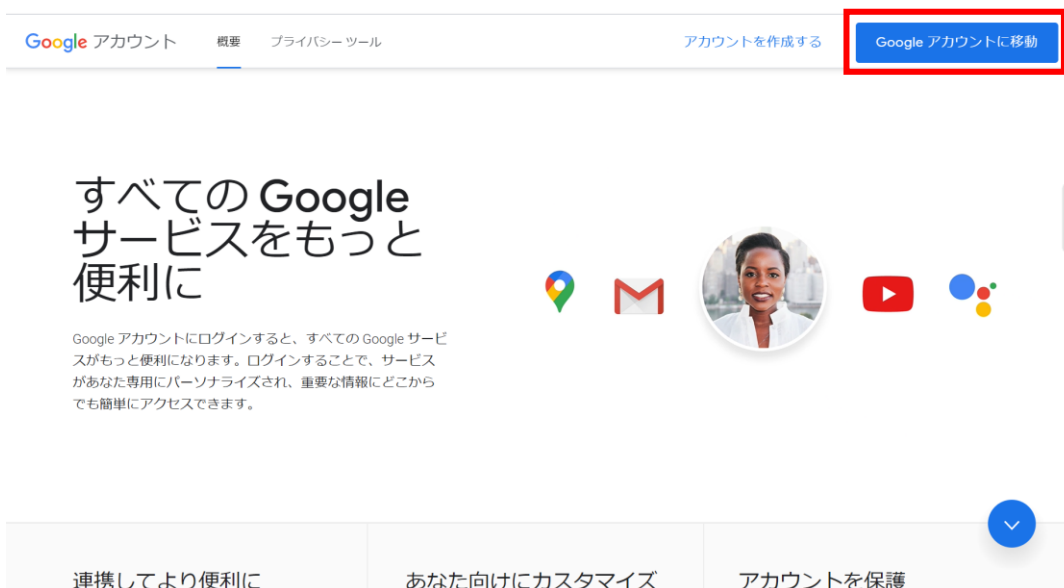 Google アカウント 概要 プライバシー ツール アカウントを作成する Google アカウントに移動
すべての Google
サービスをもっと
便利に
Google アカウントにログインすると、すべての Google サービ
スがもっと便利になります。ログインすることで、サービス
があなた専用にパーソナライズされ、重要な情報にどこから
でも簡単にアクセスできます。
連携してより便利に あなた向けにカスタマイズ アカウントを保護